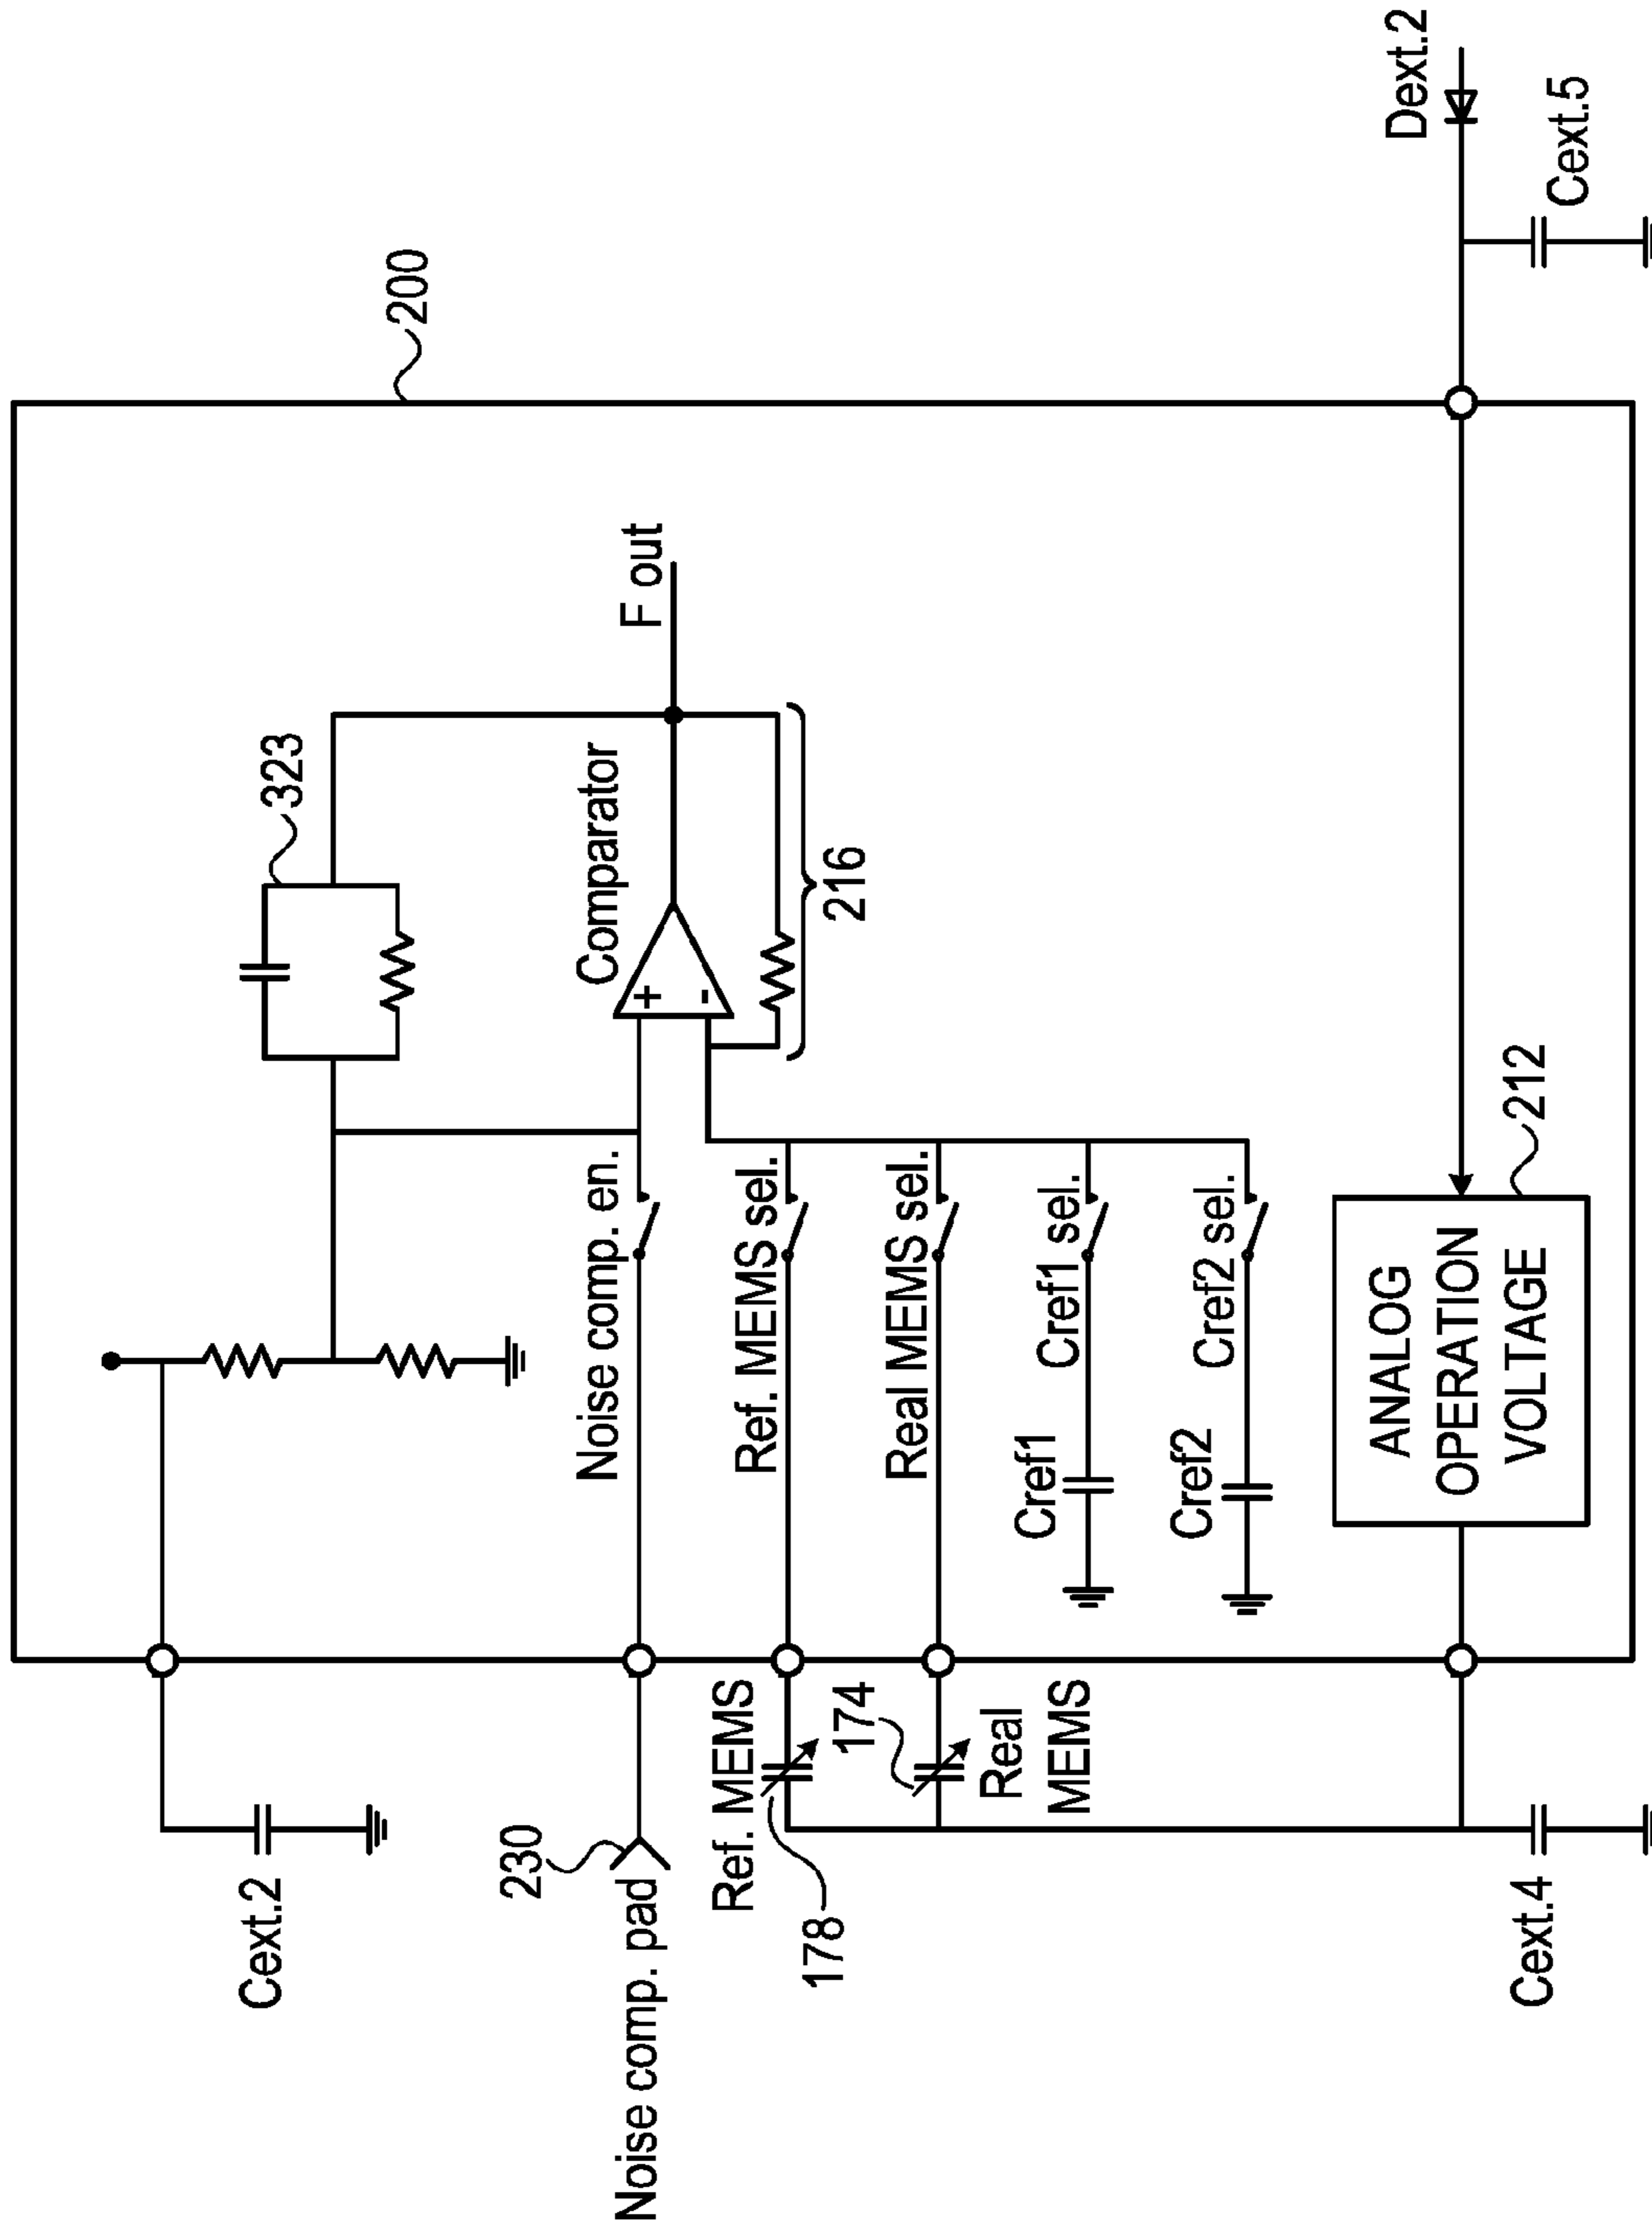 200
Dext.2
Cext.5
323
F out
Comparator
+
-
216
Cext.2
Noise comp. en.
230
Noise comp. pad
Ref. MEMS sel.
Ref. MEMS
178
Real MEMS sel.
174
Real
MEMS
Cref1 sel.
Cref1
Cref2 sel.
Cref2
212
ANALOG
OPERATION
VOLTAGE
Cext.4